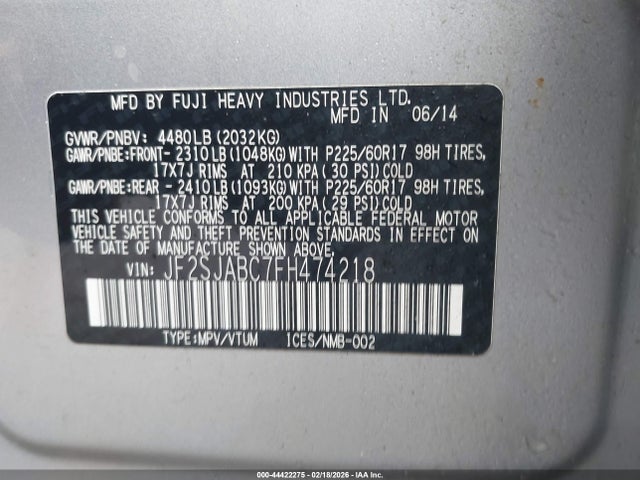 MFD BY FUJI HEAVY INDUSTRIES LTD.
MFD IN 06/14
GVWR/PNBV: 4480LB(2032KG)
GAWR/PNBE:FRONT-2310LB(1048KG)WITH P225/60R17 98H TIRES,
17X7J RIMS AT 210 KPA(30 PSI)COLD
GAWR/PNBE:REAR -2410LB(1093KG)WITH P225/60R17 98H TIRES,
17X7J RIMS AT 200 KPA(29 PSI)COLD
THIS VEHICLE CONFORMS TO ALL APPLICABLE FEDERAL MOTOR
VEHICLE SAFETY AND THEFT PREVENTION STANDARDS IN EFFECT
ON THE DATE OF MANUFACTURE SHOWN ABOVE.
VIN: JF2SJABC7FH474218
TYPE:MPV/VTUM ICES/NMB-002
000-44422275 - 02/18/2026 - IAA Inc.